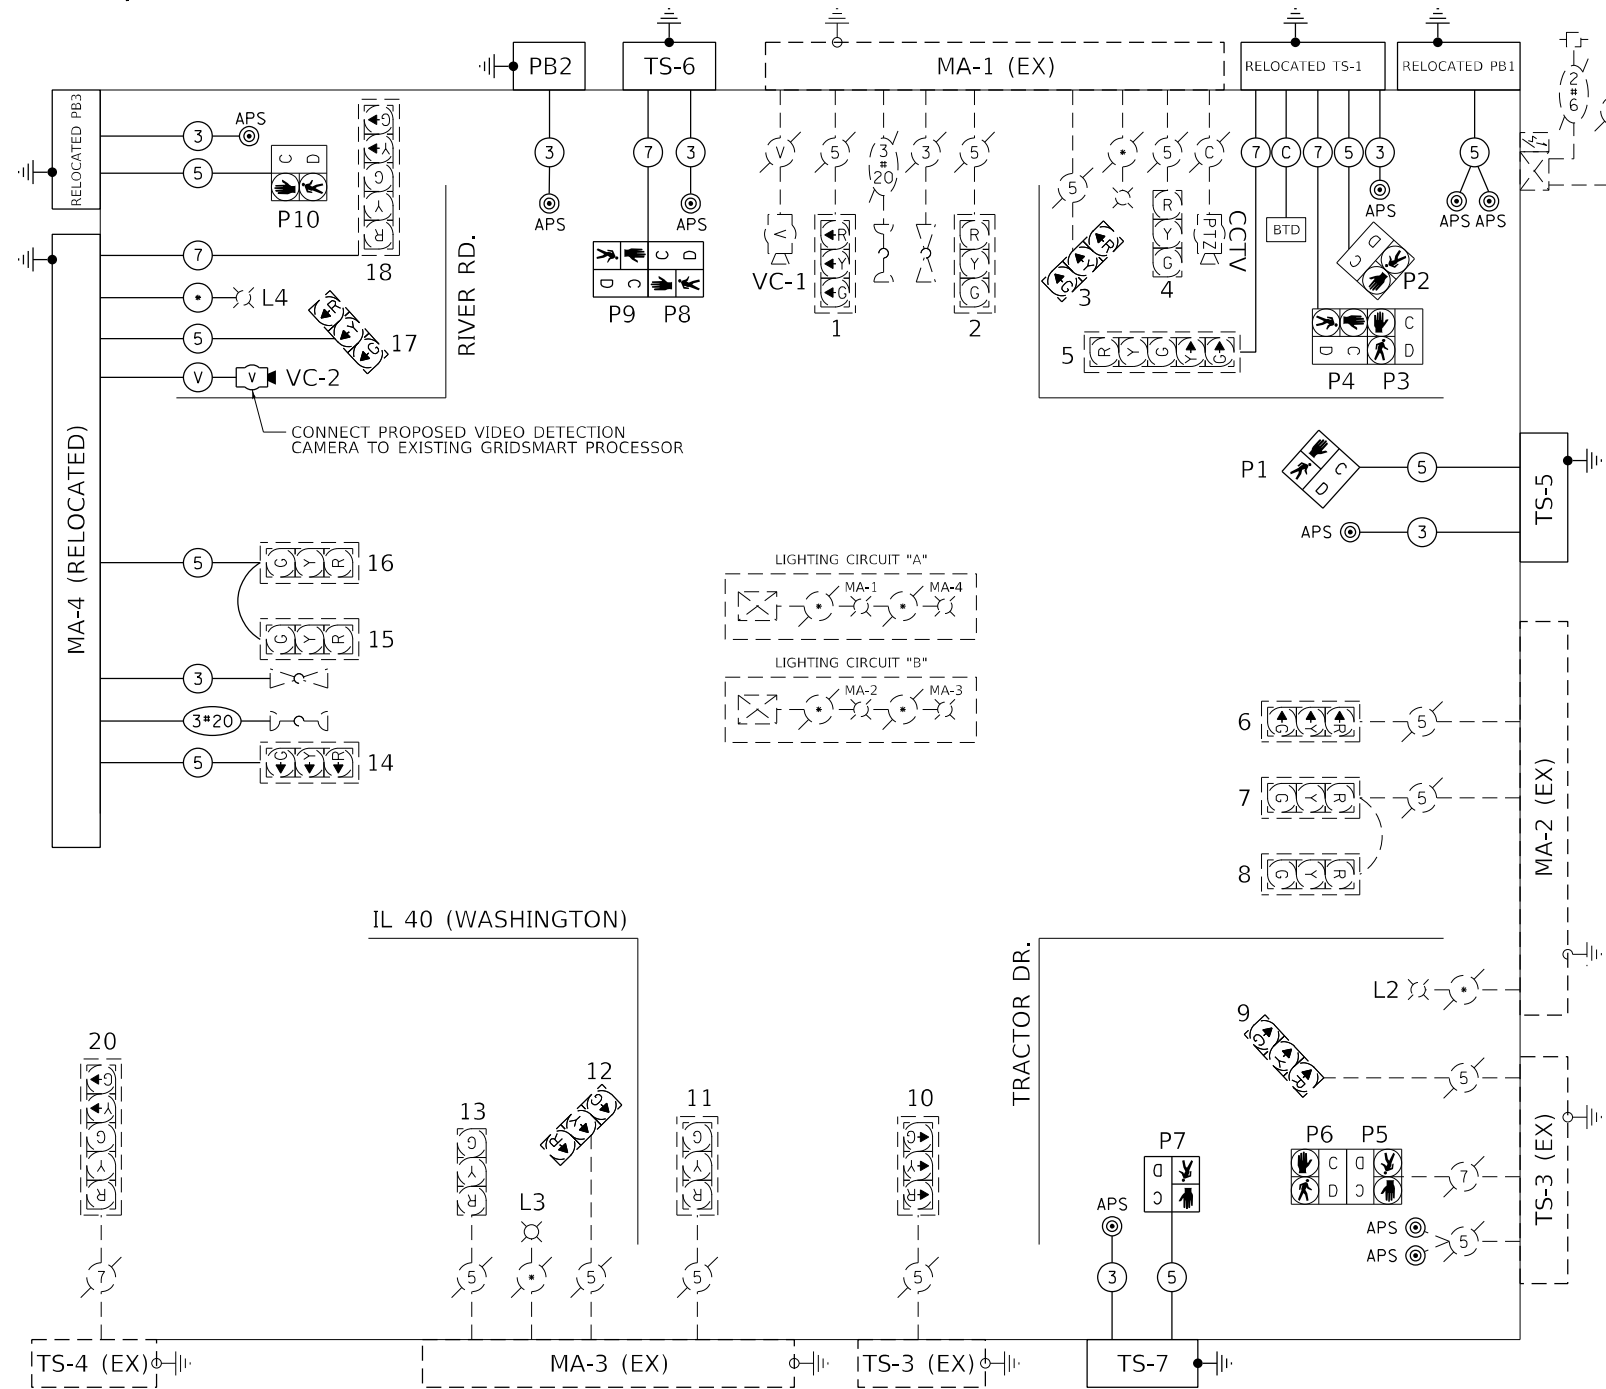 PB2
TS-6
MA-1 (EX)
RELOCATED TS-1
RELOCATED PB1
2
#
6
RELOCATED PB3
3
APS
5
C D
P10
G
Y
G
Y
R
18
7
* L4
5
R
Y
G
17
V
V
VC-2
CONNECT PROPOSED VIDEO DETECTION
CAMERA TO EXISTING GRIDSMART PROCESSOR
RIVER RD.
3
APS
7
3
APS
C D
D C
P9 P8
V
5
3
#
20
3
5
5
*
5
C
V
VC-1
R
Y
G
1
R
Y
G
2
R
Y
G
3
R
Y
G
4
PTZ
CCTV
7
C
7
5
3
BTD
APS
5
APS APS
D
C
P2
5
R Y G Y G
C
D C D
P4 P3
P1
C
D
5
APS
3
TS-5
MA-4 (RELOCATED)
5
G Y R
16
G Y R
15
3
3#20
5
G Y R
14
LIGHTING CIRCUIT "A"
* MA-1 * MA-4
LIGHTING CIRCUIT "B"
* MA-2 * MA-3
6
G Y R
5
7
G Y R
5
8
G Y R
MA-2 (EX)
L2
*
IL 40 (WASHINGTON)
TRACTOR DR.
9
G
Y
R
5
P6 P5
C D
D C
7
APS
APS
5
TS-3 (EX)
20
G
Y
G
Y
R
7
13
G
Y
R
5
L3
*
12
G
Y
R
5
11
G
Y
R
5
10
G
Y
R
5
APS
3
P7
D
C
5
TS-4 (EX)
MA-3 (EX)
TS-3 (EX)
TS-7